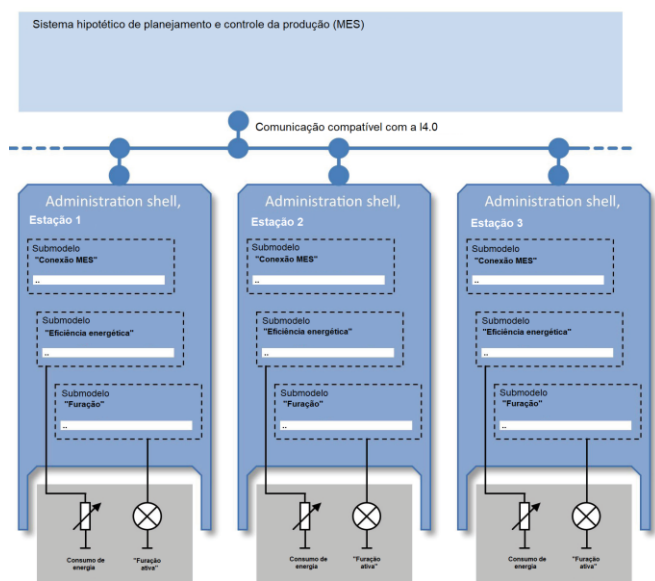 Sistema hipotético de planejamento e controle da produção (MES)
Comunicação compatível com a I4.0
Administration shell,
Estação 1
Submodelo
"Conexão MES"
..
Submodelo
"Eficiência energética"
..
Submodelo
"Furação"
..
Consumo de
energia
"Furação
ativa"
Administration shell,
Estação 2
Submodelo
"Conexão MES"
..
Submodelo
"Eficiência energética"
..
Submodelo
"Furação"
..
Consumo de
energia
"Furação
ativa"
Administration shell,
Estação 3
Submodelo
"Conexão MES"
..
Submodelo
"Eficiência energética"
..
Submodelo
"Furação"
..
Consumo de
energia
"Furação
ativa"